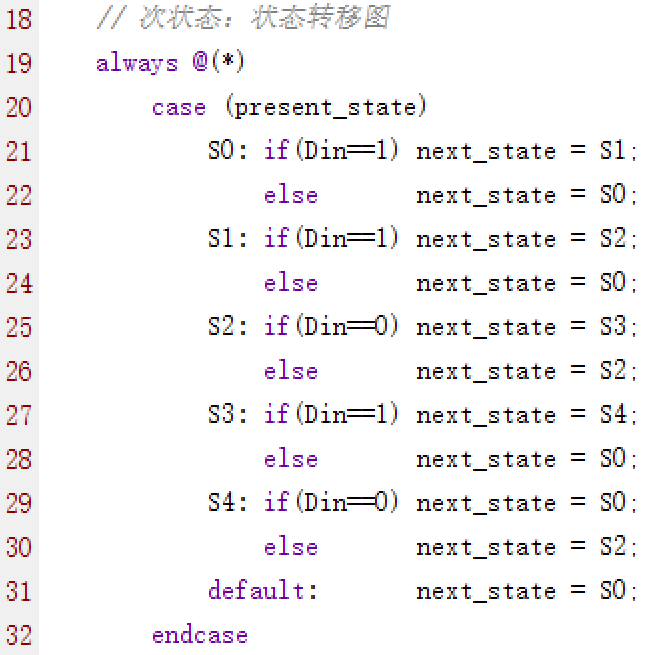 18 // 次状态：状态转移图
19 always @(*)
20 case (present_state)
21 S0: if(Din==1) next_state = S1;
22 else next_state = S0;
23 S1: if(Din==1) next_state = S2;
24 else next_state = S0;
25 S2: if(Din==0) next_state = S3;
26 else next_state = S2;
27 S3: if(Din==1) next_state = S4;
28 else next_state = S0;
29 S4: if(Din==0) next_state = S0;
30 else next_state = S2;
31 default: next_state = S0;
32 endcase